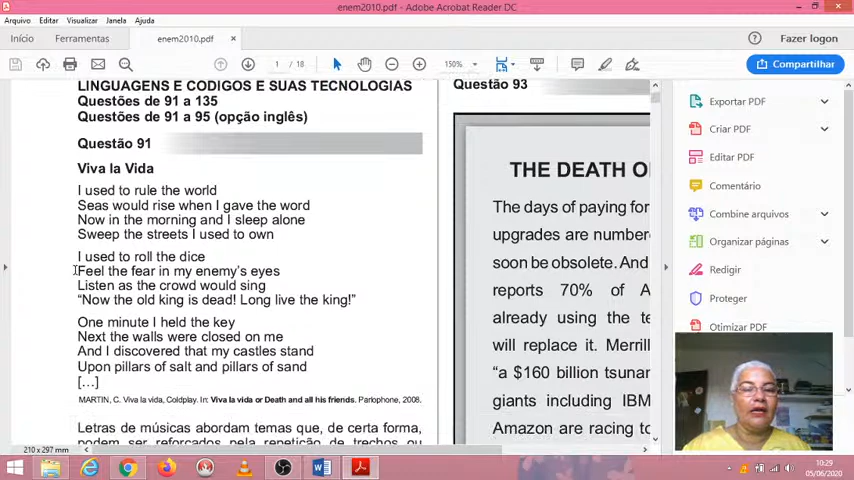 enem2010.pdf - Adobe Acrobat Reader DC
Arquivo Editar Visualizar Janela Ajuda
Início Ferramentas enem2010.pdf Fazer logon
1 / 18 150% Compartilhar
LINGUAGENS E CODIGOS E SUAS TECNOLOGIAS
Questões de 91 a 135
Questões de 91 a 95 (opção inglês)
Questão 91
Viva la Vida
I used to rule the world
Seas would rise when I gave the word
Now in the morning and I sleep alone
Sweep the streets I used to own
I used to roll the dice
Feel the fear in my enemy's eyes
Listen as the crowd would sing
“Now the old king is dead! Long live the king!”
One minute I held the key
Next the walls were closed on me
And I discovered that my castles stand
Upon pillars of salt and pillars of sand
[...]
MARTIN, C. Viva la vida, Coldplay. In: Viva la vida or Death and all his friends. Parlophone, 2008.
Letras de músicas abordam temas que, de certa forma,
podem ser reforçados pela repetição de trechos ou
210 x 297 mm
Questão 93
THE DEATH O
The days of paying for
upgrades are number
soon be obsolete. And
reports 70% of A
already using the te
will replace it. Merrill
“a $160 billion tsunar
giants including IBM
Amazon are racing to
Exportar PDF
Criar PDF
Editar PDF
Comentário
Combine arquivos
Organizar páginas
Redigir
Proteger
Otimizar PDF
10:29
05/06/2020